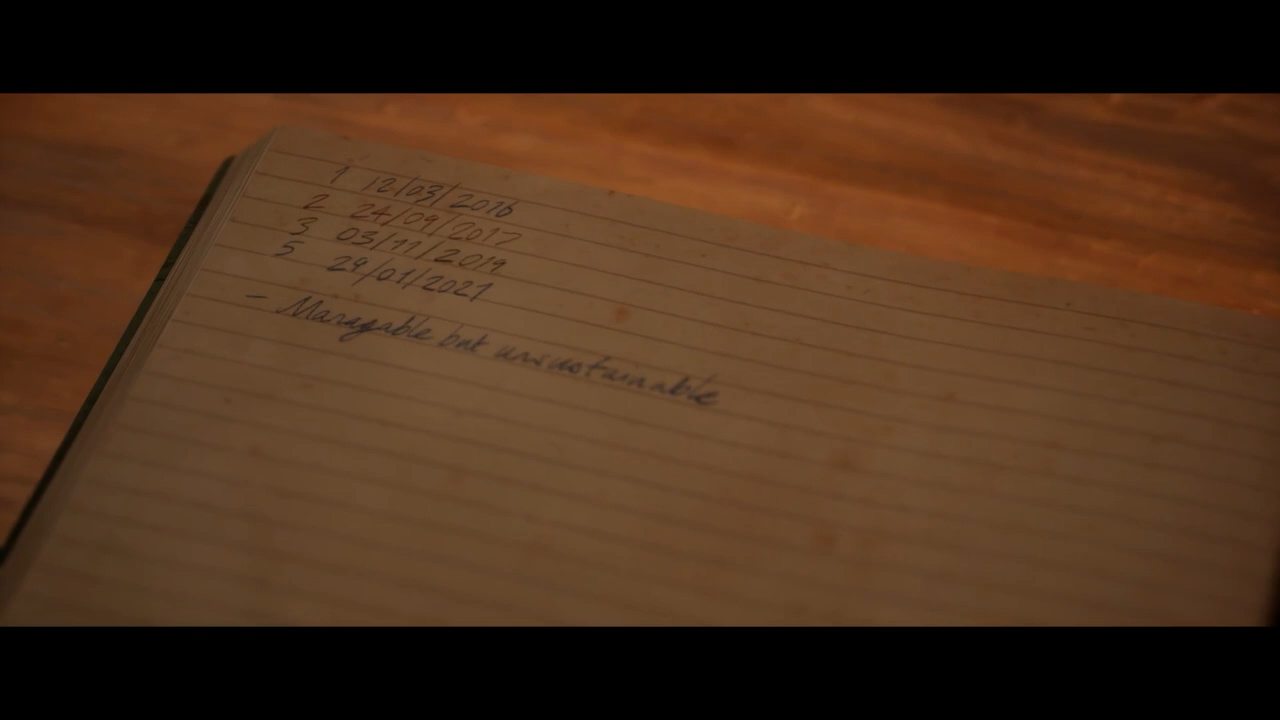 1 12/03/2016
2 24/09/2017
3 03/11/2019
5 29/01/2021
- Managable but unsustainable